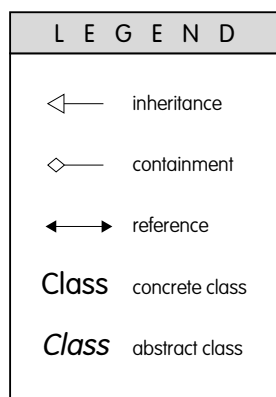 L E G E N D
inheritance
containment
reference
Class concrete class
Class abstract class